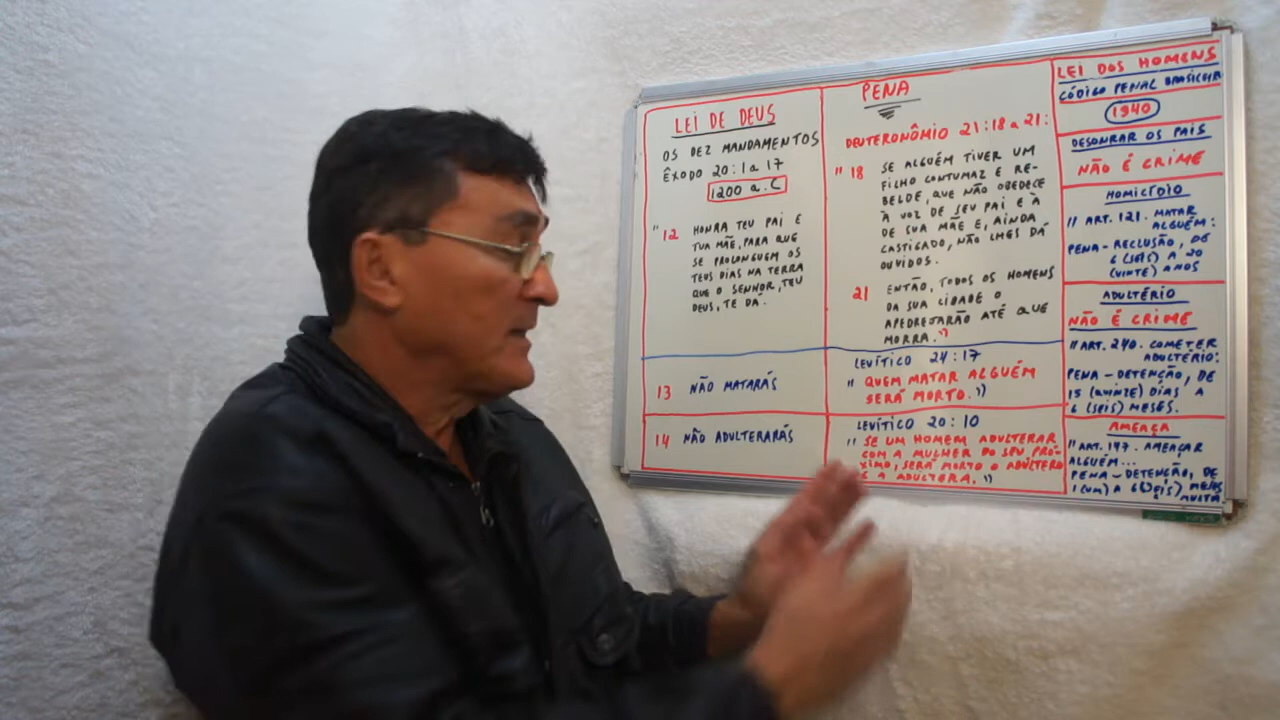 LEI DE DEUS
OS DEZ MANDAMENTOS
ÊXODO 20:1 a 17
1200 a.C
"12 HONRA TEU PAI E
TUA MÃE, PARA QUE
SE PROLONGUEM OS
TEUS DIAS NA TERRA
QUE O SENHOR, TEU
DEUS, TE DÁ.
13 NÃO MATARÁS
14 NÃO ADULTERARÁS
PENA
DEUTERONÔMIO 21:18 a 21:
"18 SE ALGUÉM TIVER UM
FILHO CONTUMAZ E RE-
BELDE, QUE NÃO OBEDECE
À VOZ DE SEU PAI E À
DE SUA MÃE E, AINDA
CASTIGADO, NÃO LHES DÁ
OUVIDOS.
21 ENTÃO, TODOS OS HOMENS
DA SUA CIDADE O
APEDREJARÃO ATÉ QUE
MORRA."
LEVÍTICO 24:17
"QUEM MATAR ALGUÉM
SERÁ MORTO."
LEVÍTICO 20:10
"SE UM HOMEM ADULTERAR
COM A MULHER DO SEU PRÓ-
XIMO, SERÁ MORTO O ADÚLTERO
E A ADÚLTERA."
LEI DOS HOMENS
CÓDIGO PENAL BRASILEIRO
1940
DESONRAR OS PAIS
NÃO É CRIME
HOMICÍDIO
"ART. 121. MATAR
ALGUÉM:
PENA - RECLUSÃO, DE
6 (SEIS) A 20
(VINTE) ANOS
ADULTÉRIO
NÃO É CRIME
"ART. 240. COMETER
ADULTÉRIO:
PENA - DETENÇÃO, DE
15 (QUINZE) DIAS A
6 (SEIS) MESES.
AMEAÇA
"ART. 147. AMEAÇAR
ALGUÉM...
PENA - DETENÇÃO, DE
1 (UM) A 6 (SEIS) MESES
MULTA